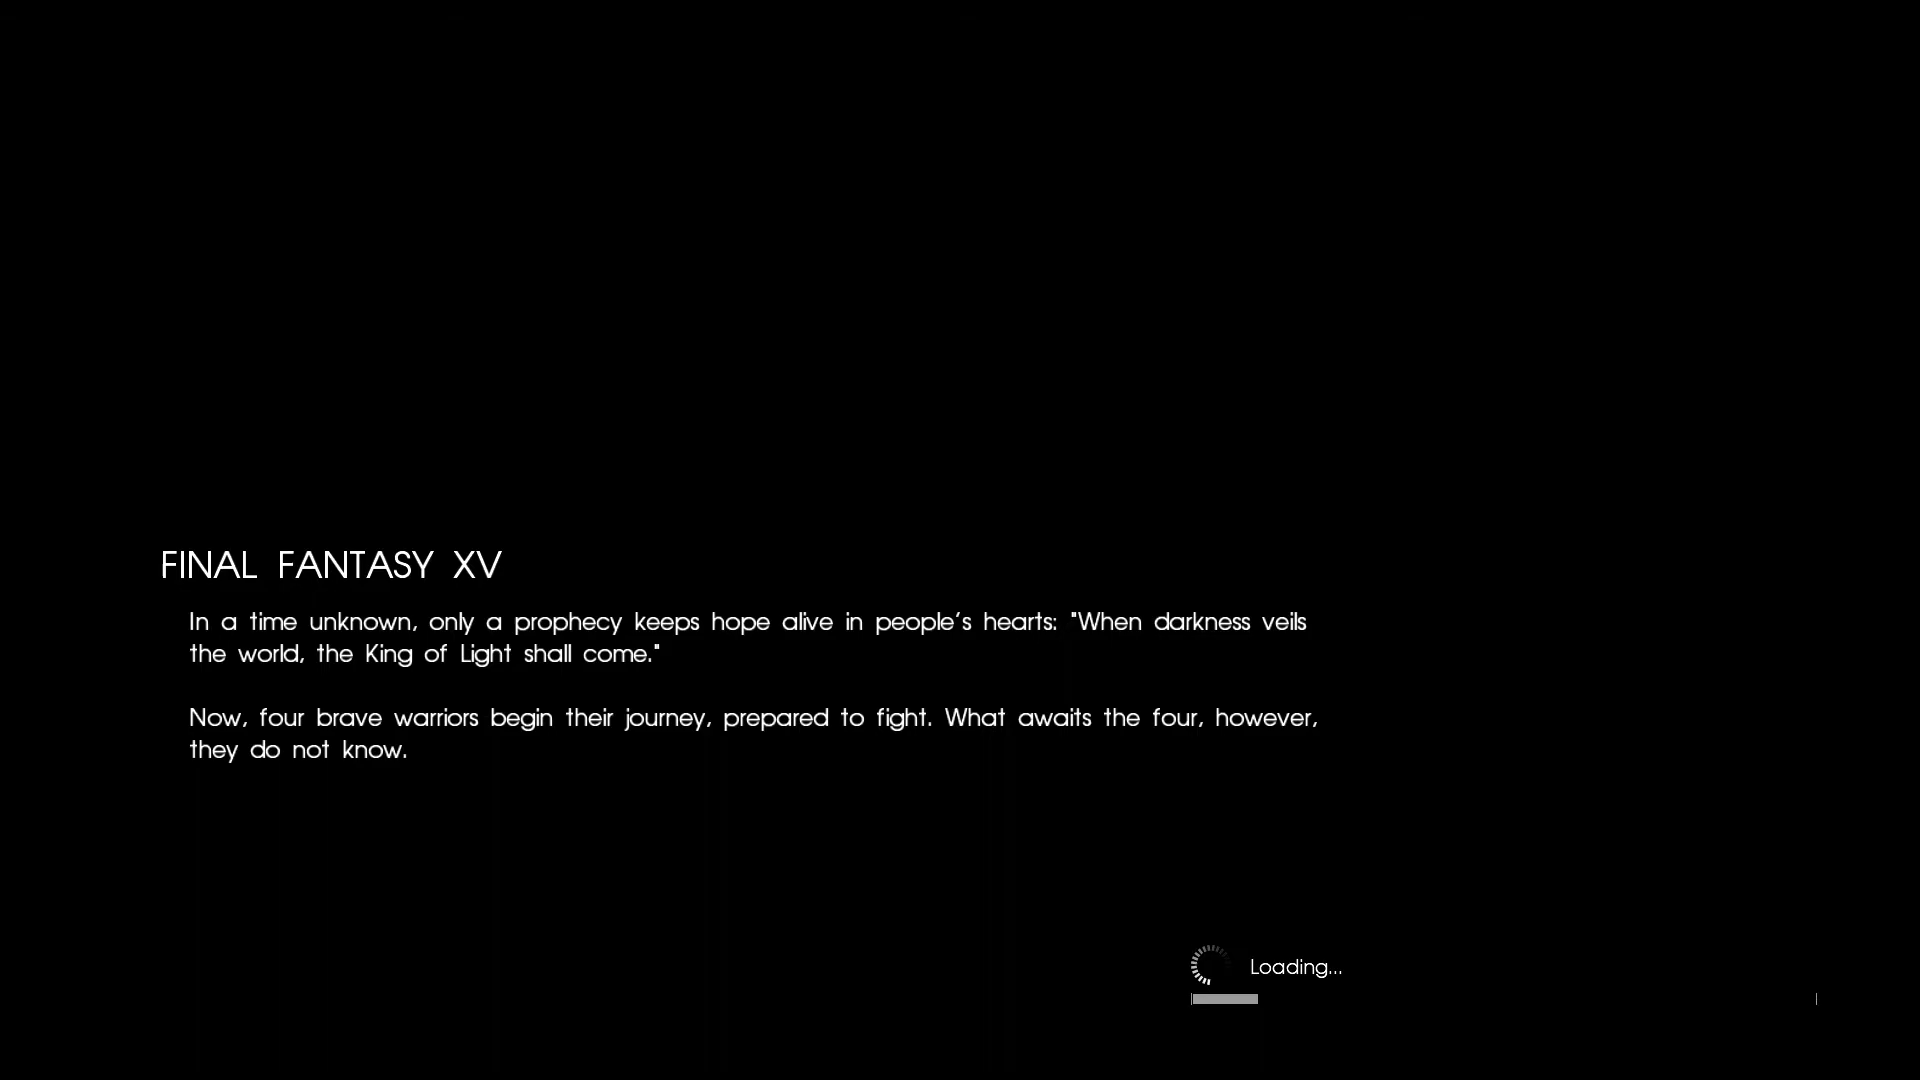 FINAL FANTASY XV
In a time unknown, only a prophecy keeps hope alive in people’s hearts: "When darkness veils
the world, the King of Light shall come."
Now, four brave warriors begin their journey, prepared to fight. What awaits the four, however,
they do not know.
Loading...